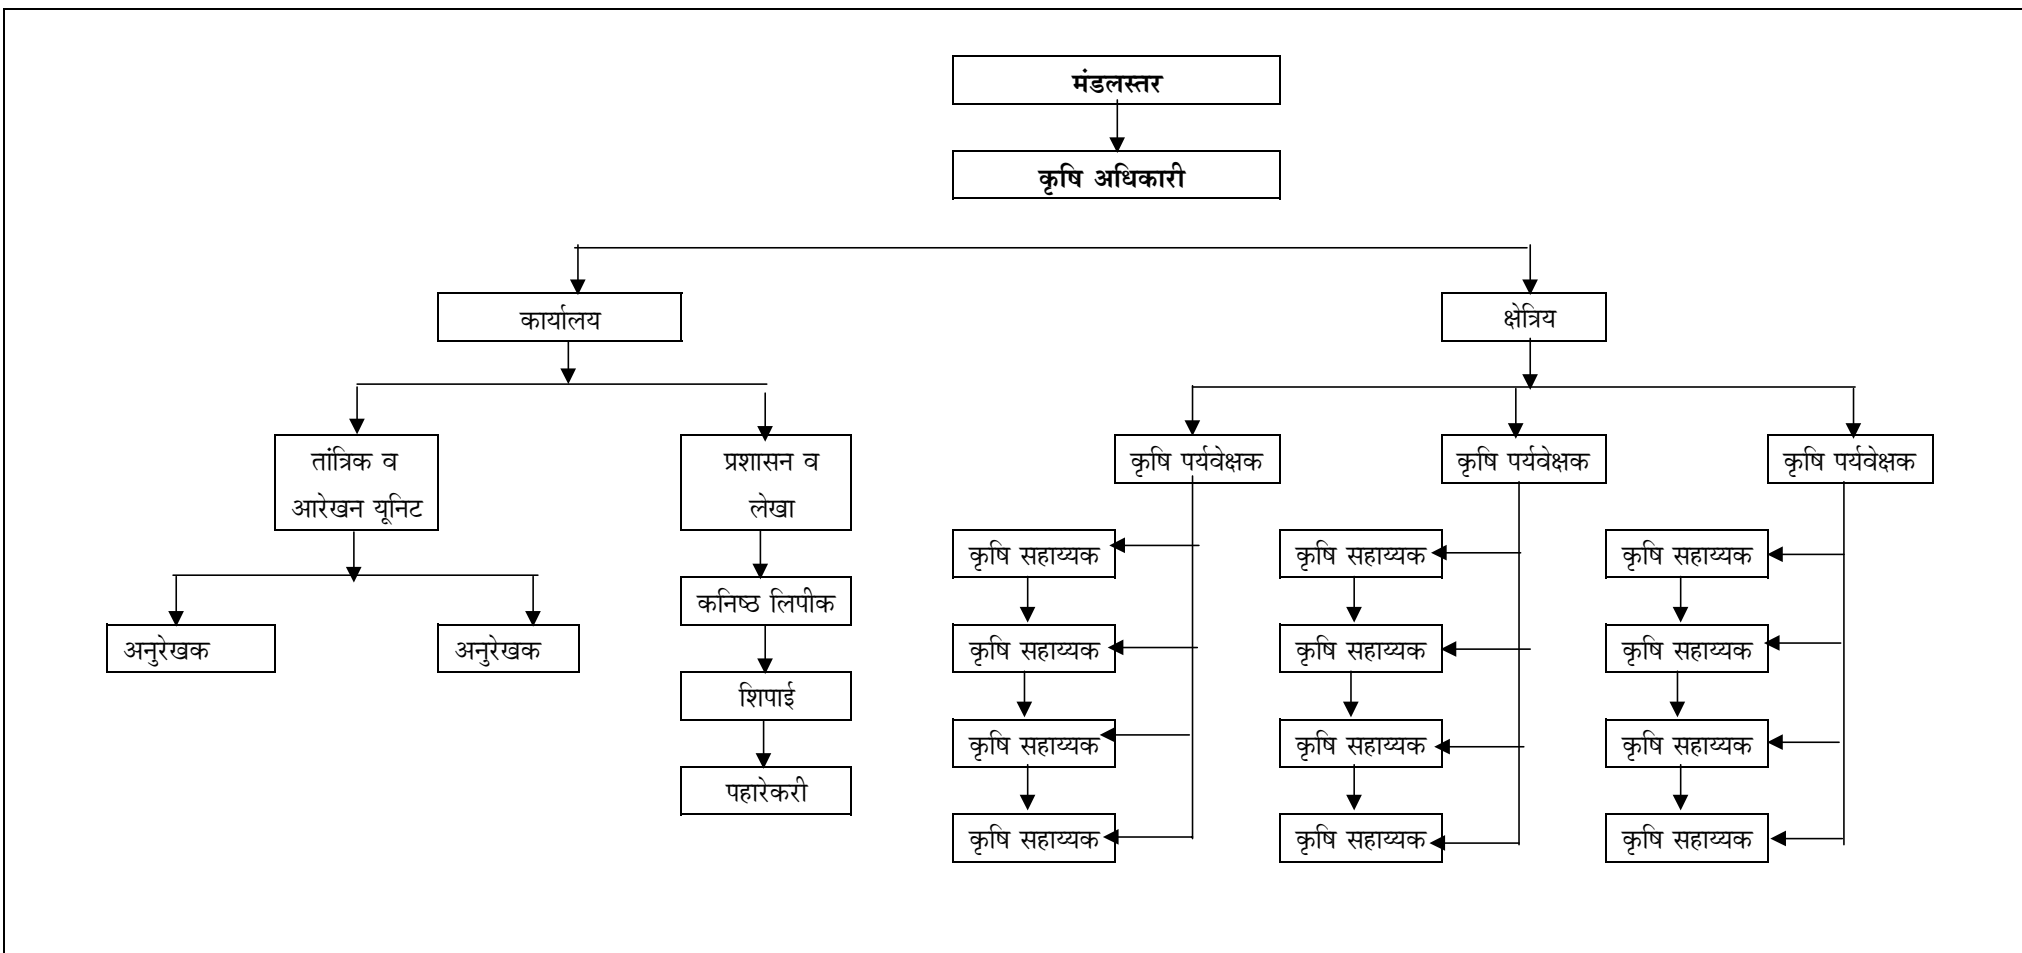 मंडलस्तर
कृषि अधिकारी
कार्यालय
क्षेत्रिय
तांत्रिक व
आरेखन यूनिट
प्रशासन व
लेखा
कृषि पर्यवेक्षक
कृषि पर्यवेक्षक
कृषि पर्यवेक्षक
कृषि सहाय्यक
कृषि सहाय्यक
कृषि सहाय्यक
कनिष्ठ लिपीक
अनुरेखक
अनुरेखक
कृषि सहाय्यक
कृषि सहाय्यक
कृषि सहाय्यक
शिपाई
कृषि सहाय्यक
कृषि सहाय्यक
कृषि सहाय्यक
पहारेकरी
कृषि सहाय्यक
कृषि सहाय्यक
कृषि सहाय्यक